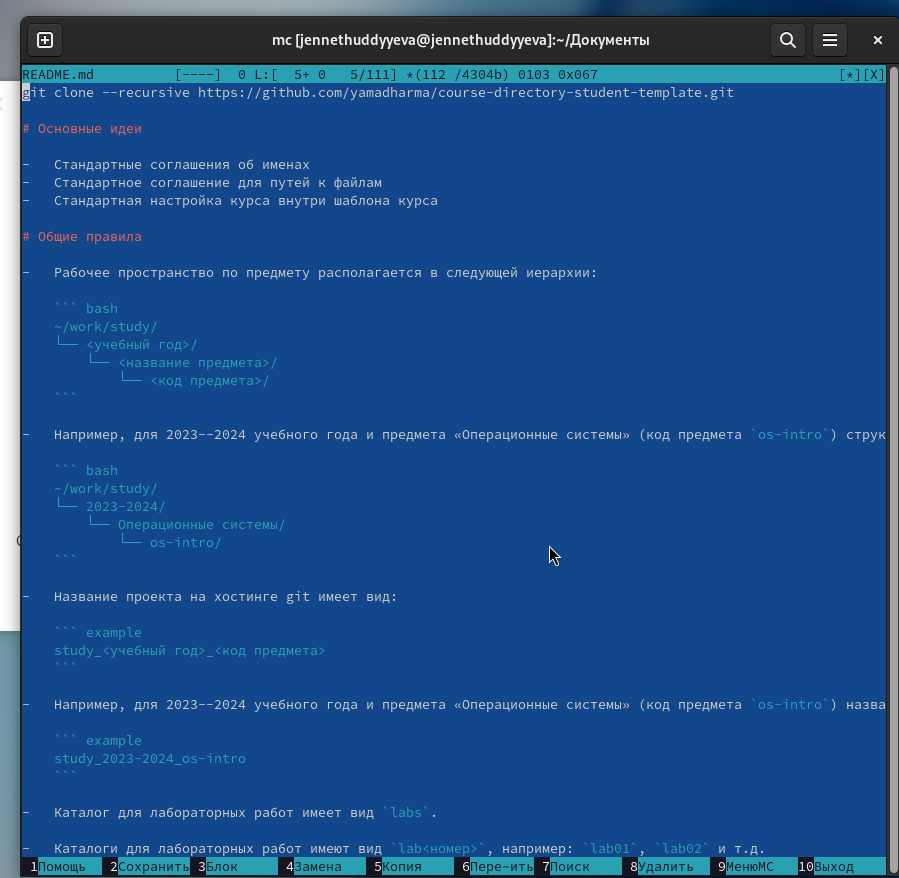 mc [jennethuddyyeva@jennethuddyyeva]:~/Документы
README.md [----] 0 L:[ 5+ 0 5/111] *(112 /4304b) 0103 0x067 [*][X]
git clone --recursive https://github.com/yamadharma/course-directory-student-template.git
# Основные идеи
- Стандартные соглашения об именах
- Стандартное соглашение для путей к файлам
- Стандартная настройка курса внутри шаблона курса
# Общие правила
- Рабочее пространство по предмету располагается в следующей иерархии:
``` bash
~/work/study/
└── <учебный год>/
└── <название предмета>/
└── <код предмета>/
```
- Например, для 2023--2024 учебного года и предмета «Операционные системы» (код предмета `os-intro`) струк
``` bash
~/work/study/
└── 2023-2024/
└── Операционные системы/
└── os-intro/
```
- Название проекта на хостинге git имеет вид:
``` example
study_<учебный год>_<код предмета>
```
- Например, для 2023--2024 учебного года и предмета «Операционные системы» (код предмета `os-intro`) назва
``` example
study_2023-2024_os-intro
```
- Каталог для лабораторных работ имеет вид `labs`.
- Каталоги для лабораторных работ имеют вид `lab<номер>`, например: `lab01`, `lab02` и т.д.
1Помощь 2Сохранить 3Блок 4Замена 5Копия 6Пере~ить 7Поиск 8Удалить 9МенюMC 10Выход